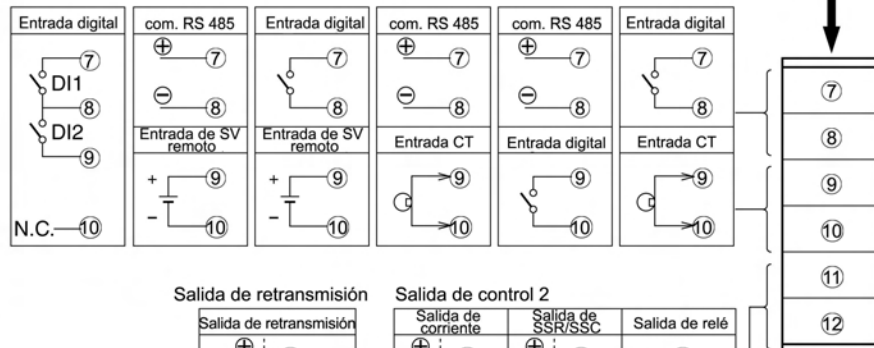 Entrada digital
7
DI1
8
DI2
9
N.C. 10
com. RS 485
⊕ 7
⊖ 8
Entrada de SV
remoto
+ 9
− 10
Entrada digital
7
8
Entrada de SV
remoto
+ 9
− 10
com. RS 485
⊕ 7
⊖ 8
Entrada CT
9
10
com. RS 485
⊕ 7
⊖ 8
Entrada digital
9
10
Entrada digital
7
8
Entrada CT
9
10
7
8
9
10
11
12
Salida de retransmisión
Salida de retransmisión
⊕
Salida de control 2
Salida de
corriente
⊕
Salida de
SSR/SSC
⊕
Salida de relé